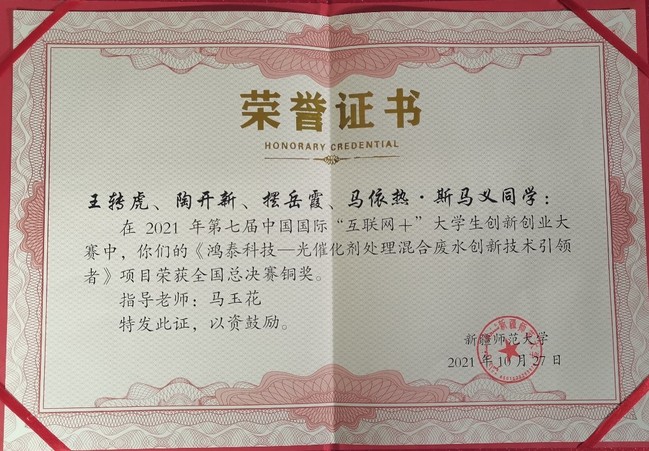 荣誉证书
HONORARY CREDENTIAL
王转虎、陶开新、摆岳霞、马依热·斯马义同学：
在 2021 年第七届中国国际“互联网＋”大学生创新创业大
赛中，你们的《鸿泰科技—光催化剂处理混合废水创新技术引领
者》项目荣获全国总决赛铜奖。
指导老师：马玉花
特发此证，以资鼓励。
新疆师范大学
2021 年 10 月 27 日